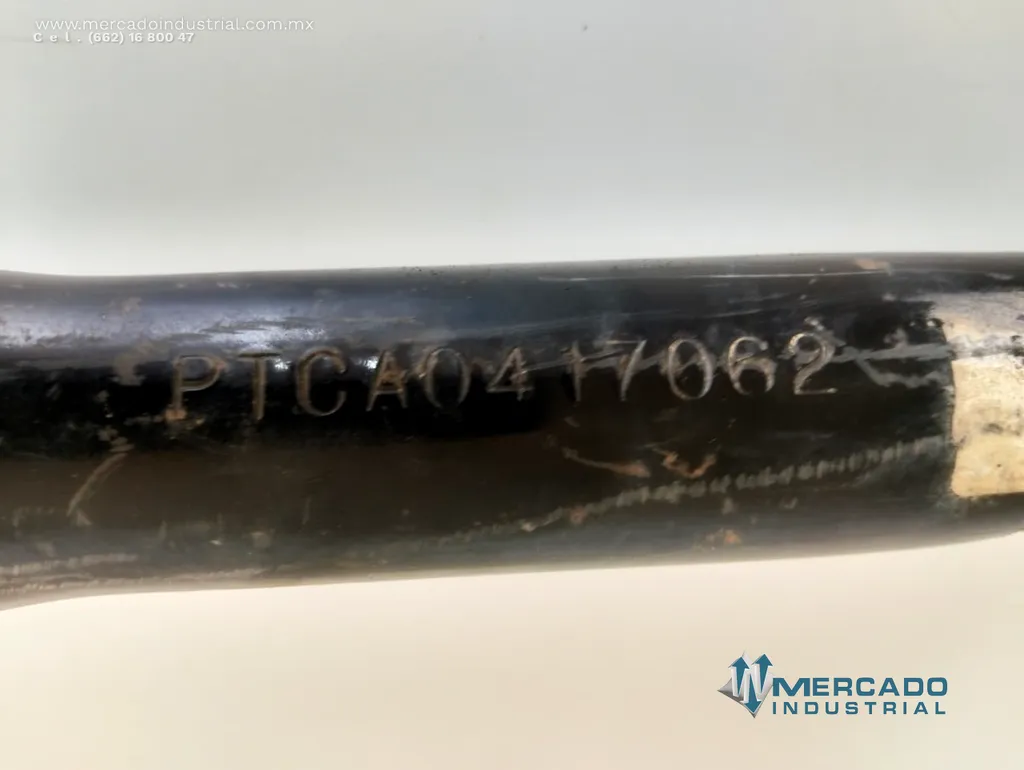 www.mercadoindustrial.com.mx
Cel. (662) 16 800 47
PTCA0417062
MERCADO
INDUSTRIAL